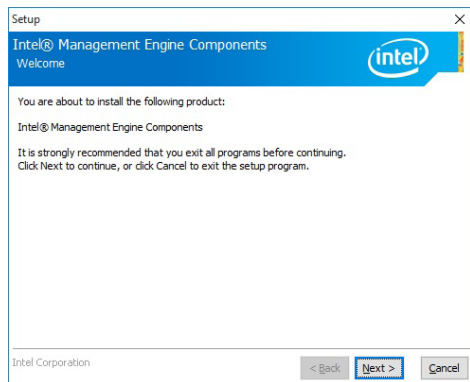 Setup
Intel® Management Engine Components
Welcome
intel
You are about to install the following product:
Intel® Management Engine Components
It is strongly recommended that you exit all programs before continuing.
Click Next to continue, or click Cancel to exit the setup program.
Intel Corporation
< Back Next > Cancel